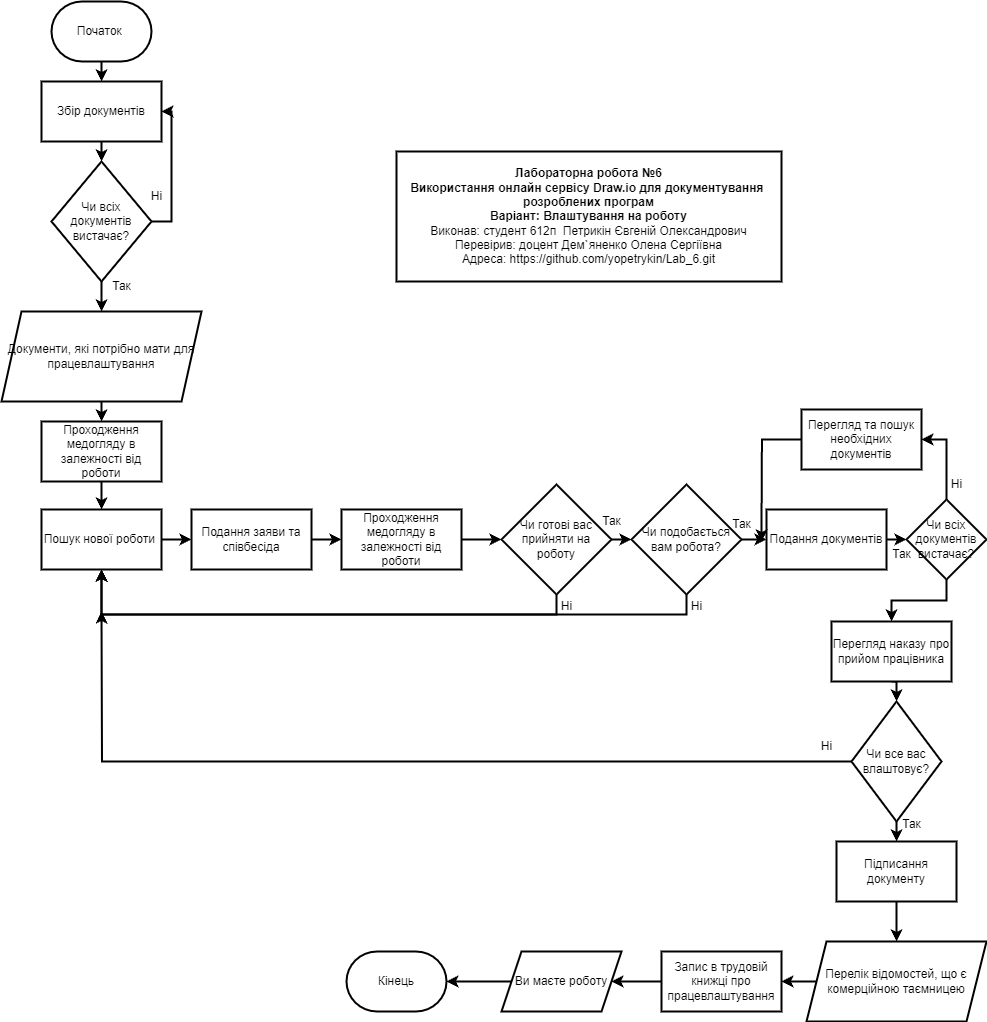 Початок
Збір документів
Ні
Чи всіх
документів
вистачає?
Так
Лабораторна робота №6
Використання онлайн сервісу Draw.io для документування
розроблених програм
Варіант: Влаштування на роботу
Виконав: студент 612п  Петрикін Євгеній Олександрович
Перевірив: доцент Дем`яненко Олена Сергіївна
Адреса: https://github.com/yopetrykin/Lab_6.git
Документи, які потрібно мати для
працевлаштування
Проходження
медогляду в
залежності від
роботи
Пошук нової роботи
Подання заяви та
співбесіда
Проходження
медогляду в
залежності від
роботи
Чи готові вас
прийняти на
роботу
Так
Ні
Чи подобається
вам робота?
Так
Ні
Подання документів
Перегляд та пошук
необхідних
документів
Ні
Чи всіх
документів
вистачає?
Так
Перегляд наказу про
прийом працівника
Ні
Чи все вас
влаштовує?
Так
Підписання
документу
Перелік відомостей, що є
комерційною таємницею
Запис в трудовій
книжці про
працевлаштування
Ви маєте роботу
Кінець